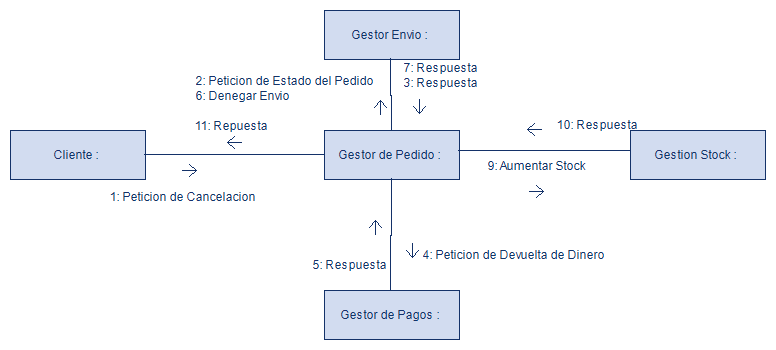 Gestor Envio :
7: Respuesta
2: Peticion de Estado del Pedido
3: Respuesta
6: Denegar Envio
11: Repuesta
10: Respuesta
Cliente :
Gestor de Pedido :
Gestion Stock :
9: Aumentar Stock
1: Peticion de Cancelacion
4: Peticion de Devuelta de Dinero
5: Respuesta
Gestor de Pagos :